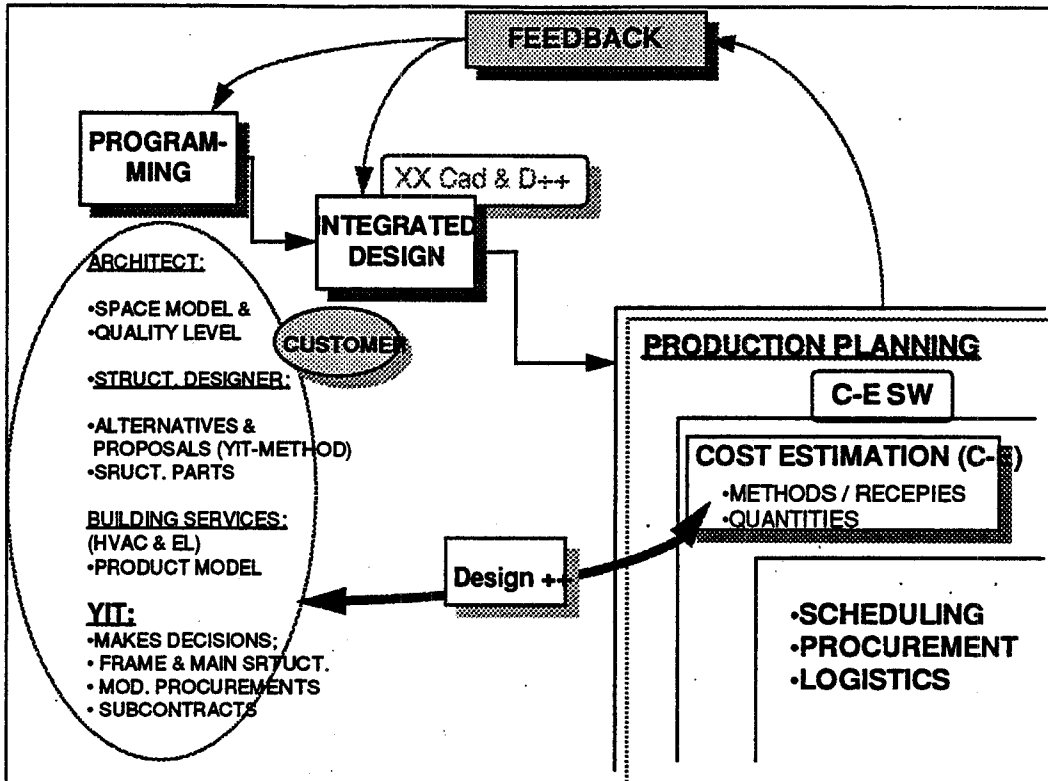 FEEDBACK
PROGRAM-
MING
XX Cad & D++
INTEGRATED
DESIGN
ARCHITECT:
•SPACE MODEL &
•QUALITY LEVEL
CUSTOMER
•STRUCT. DESIGNER:
•ALTERNATIVES &
PROPOSALS (YIT-METHOD)
•SRUCT. PARTS
BUILDING SERVICES:
(HVAC & EL)
•PRODUCT MODEL
YIT:
•MAKES DECISIONS;
• FRAME & MAIN SRTUCT.
• MOD. PROCUREMENTS
• SUBCONTRACTS
Design ++
PRODUCTION PLANNING
C-E SW
COST ESTIMATION (C-E)
•METHODS / RECEPIES
•QUANTITIES
•SCHEDULING
•PROCUREMENT
•LOGISTICS